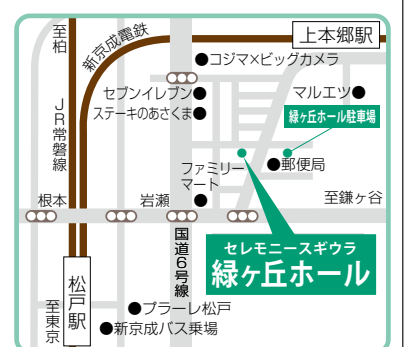 至柏
新京成電鉄
上本郷駅
コジマ×ビッグカメラ
セブンイレブン
マルエツ
ステーキのあさくま
緑ヶ丘ホール駐車場
JR常磐線
郵便局
ファミリー
マート
根本
岩瀬
至鎌ヶ谷
国道6号線
セレモニースギウラ
緑ヶ丘ホール
松戸駅
至東京
プラーレ松戸
新京成バス乗場